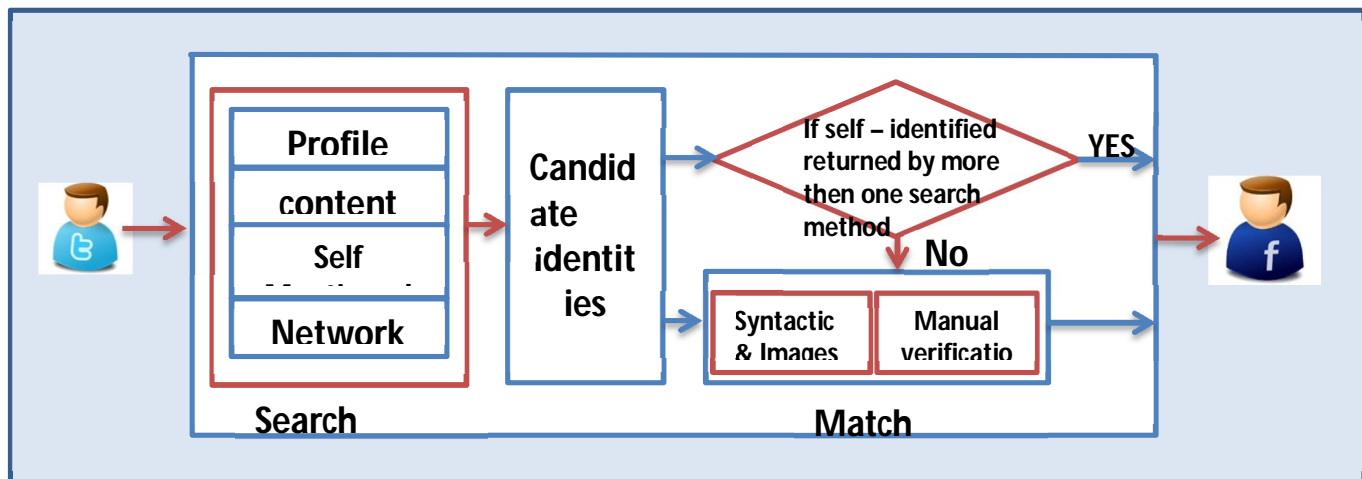 Profile
content
Self
Network
Search
Candid
ate
identit
ies
If self – identified
returned by more
then one search
method
YES
No
Syntactic
& Images
Manual
verificatio
Match
t
f